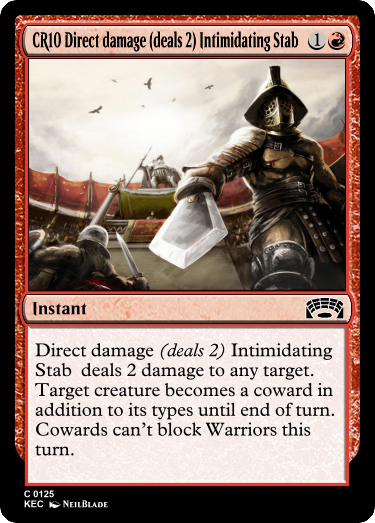 CR10 Direct damage (deals 2) Intimidating Stab 1
Instant
Direct damage (deals 2) Intimidating
Stab deals 2 damage to any target.
Target creature becomes a coward in
addition to its types until end of turn.
Cowards can't block Warriors this
turn.
C 0125
KEC NEILBLADE